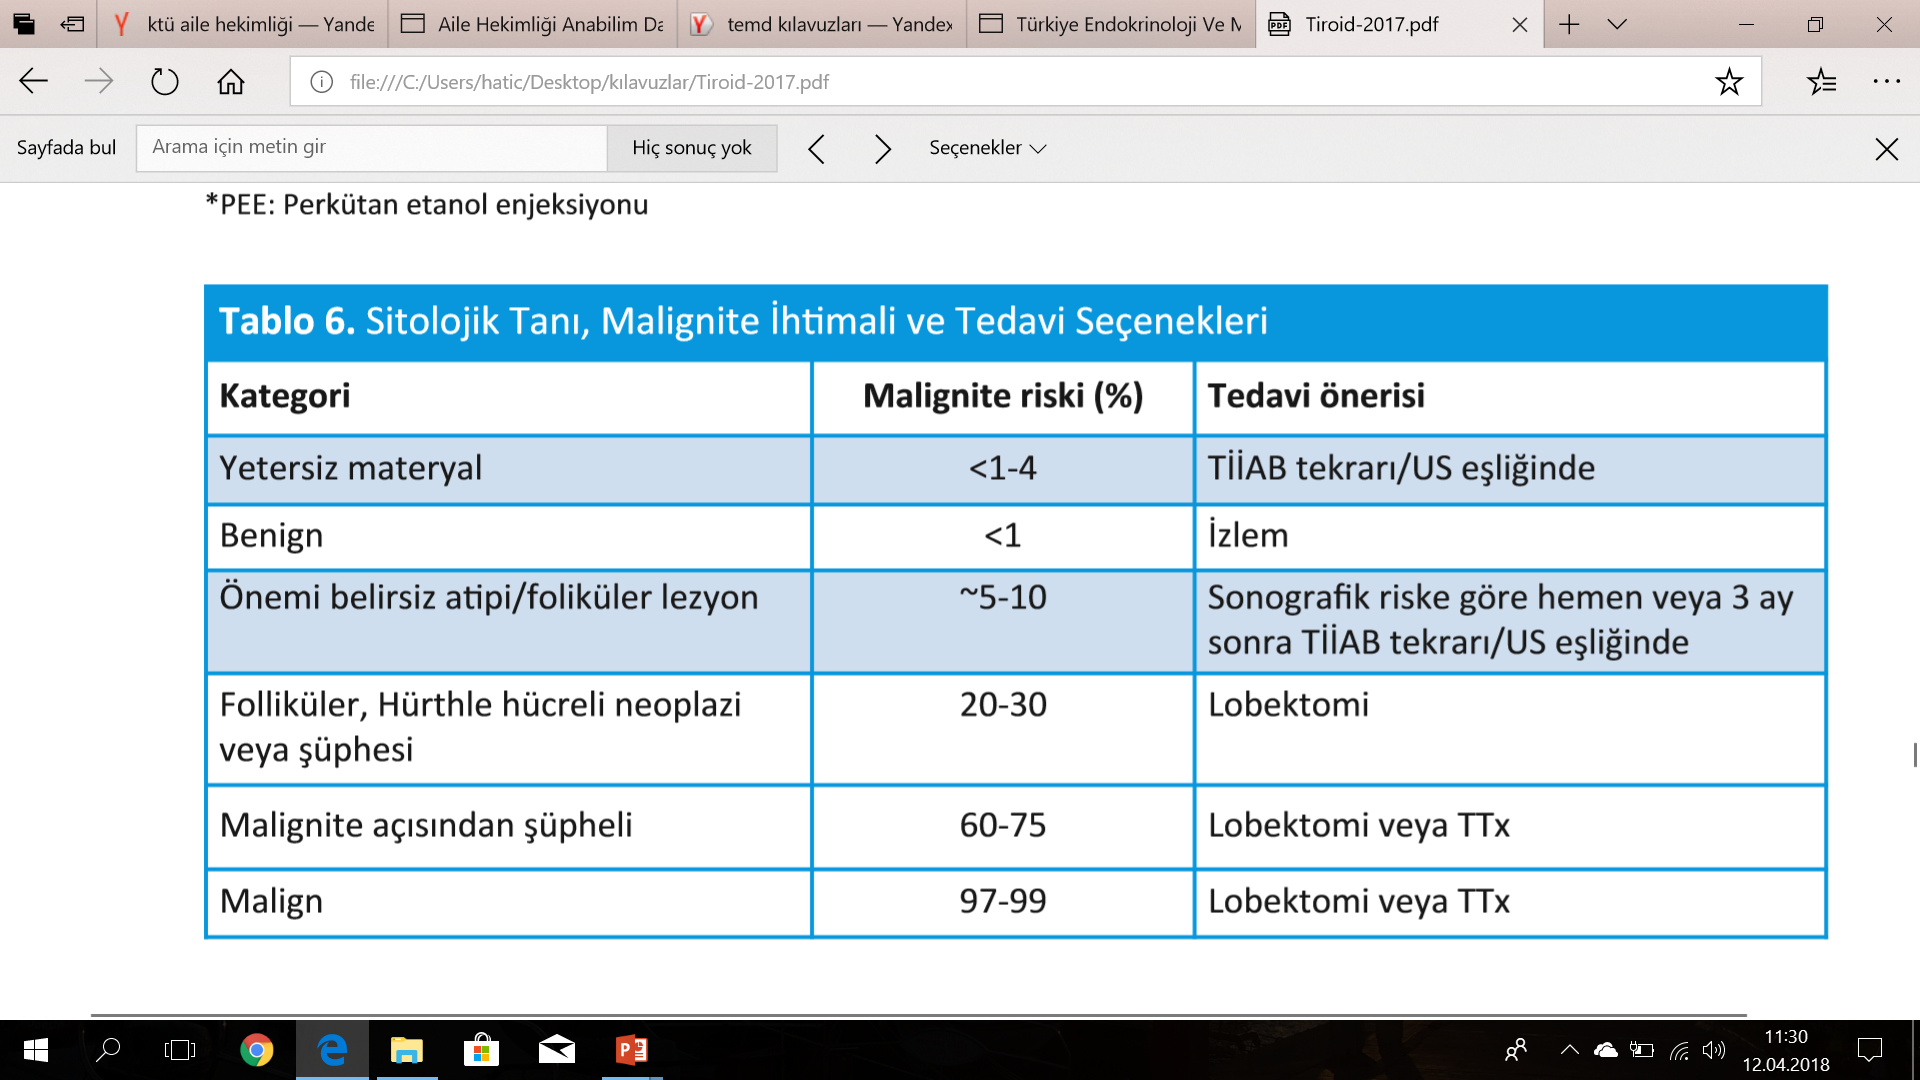 ktü aile hekimliği — Yande
Aile Hekimliği Anabilim Da
temd kılavuzları — Yandex
Türkiye Endokrinoloji Ve M
Tiroid-2017.pdf
file:///C:/Users/hatic/Desktop/kılavuzlar/Tiroid-2017.pdf
Sayfada bul
Arama için metin gir
Hiç sonuç yok
Seçenekler
*PEE: Perkütan etanol enjeksiyonu
Tablo 6. Sitolojik Tanı, Malignite İhtimali ve Tedavi Seçenekleri
Kategori Malignite riski (%) Tedavi önerisi
Yetersiz materyal <1-4 TİİAB tekrarı/US eşliğinde
Benign <1 İzlem
Önemi belirsiz atipi/foliküler lezyon ~5-10 Sonografik riske göre hemen veya 3 ay
sonra TİİAB tekrarı/US eşliğinde
Folliküler, Hürthle hücreli neoplazi 20-30 Lobektomi
veya şüphesi
Malignite açısından şüpheli 60-75 Lobektomi veya TTx
Malign 97-99 Lobektomi veya TTx
11:30
12.04.2018